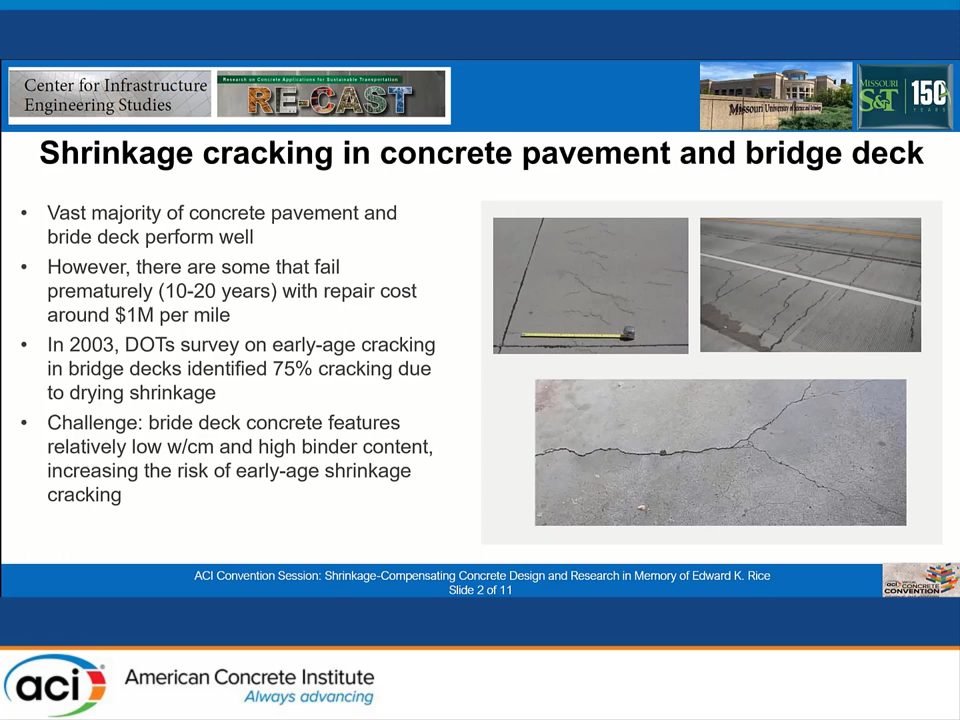 Center for Infrastructure
Engineering Studies
Research on Concrete Applications for Sustainable Transportation
RE-CAST
Missouri University of Science and Technology
MISSOURI
S&T
150
YEARS
Shrinkage cracking in concrete pavement and bridge deck
• Vast majority of concrete pavement and
bride deck perform well
• However, there are some that fail
prematurely (10-20 years) with repair cost
around $1M per mile
• In 2003, DOTs survey on early-age cracking
in bridge decks identified 75% cracking due
to drying shrinkage
• Challenge: bride deck concrete features
relatively low w/cm and high binder content,
increasing the risk of early-age shrinkage
cracking
ACI Convention Session: Shrinkage-Compensating Concrete Design and Research in Memory of Edward K. Rice
Slide 2 of 11
aci
CONCRETE
CONVENTION
aci
American Concrete Institute
Always advancing